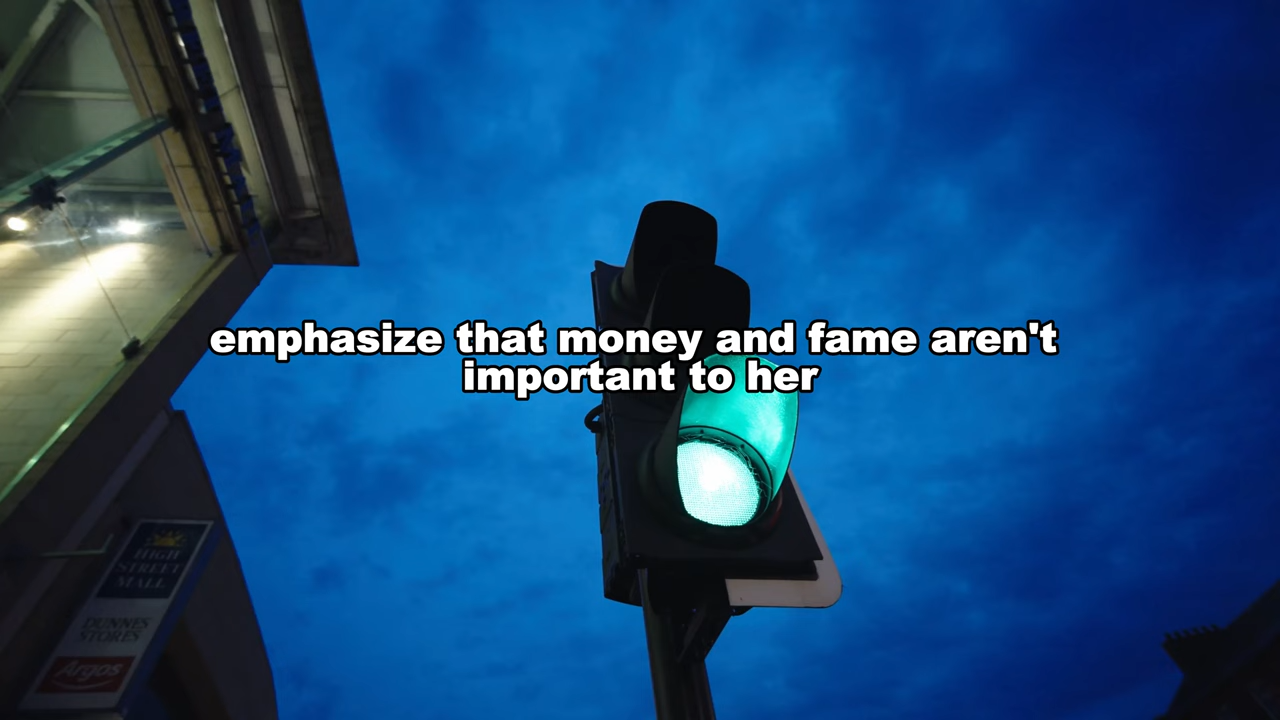 emphasize that money and fame aren't
important to her
HIGH
STREET
MALL
DUNNES
STORES
Argos